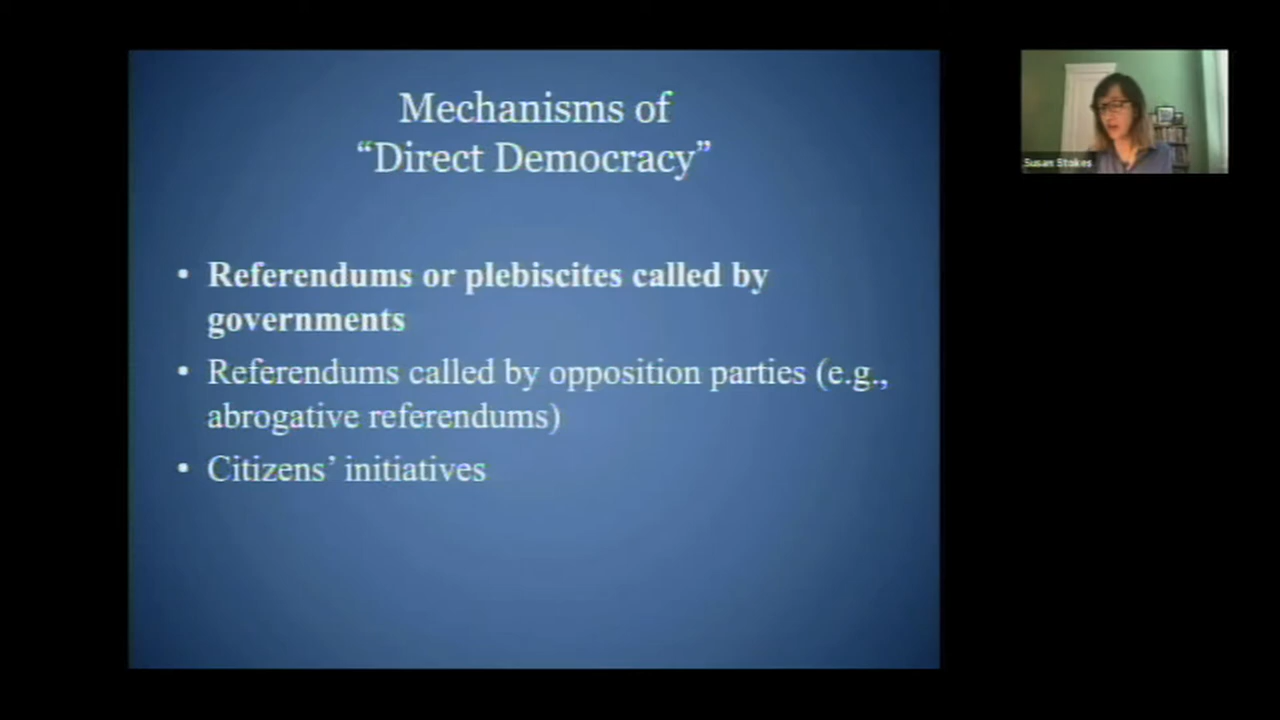 Mechanisms of
“Direct Democracy”
• Referendums or plebiscites called by
governments
• Referendums called by opposition parties (e.g.,
abrogative referendums)
• Citizens’ initiatives
Susan Stokes